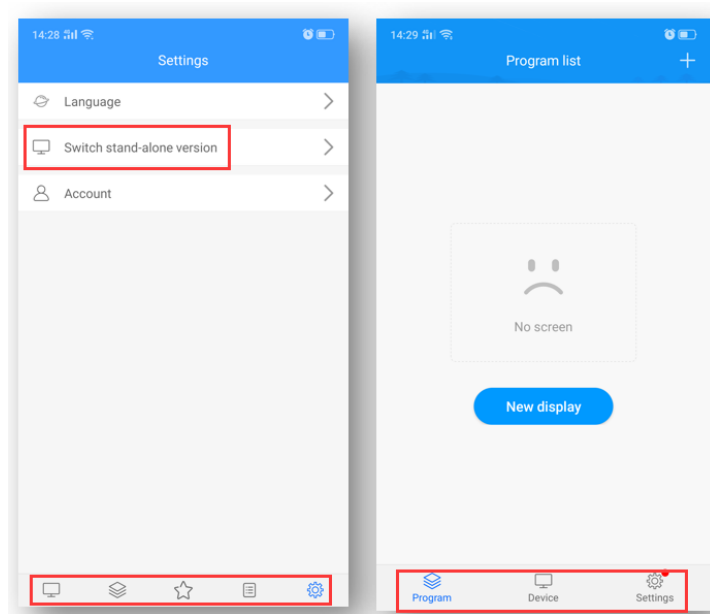 14:28
Settings
Language
Switch stand-alone version
Account
14:29
Program list
No screen
New display
Program
Device
Settings